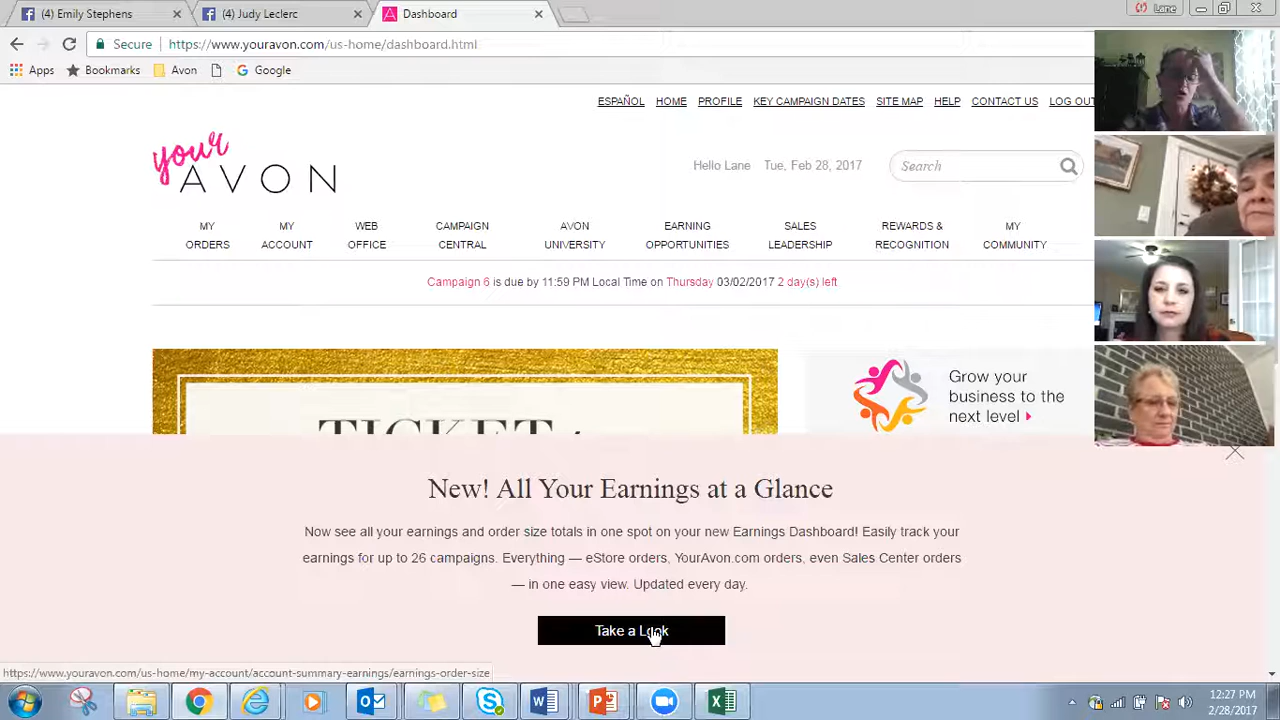 (4) Emily Stephens
(4) Judy Leclerc
Dashboard
Lane
Secure
https://www.youravon.com/us-home/dashboard.html
Apps
Bookmarks
Avon
Google
ESPAÑOL HOME PROFILE KEY CAMPAIGN DATES SITE MAP HELP CONTACT US LOG OUT
your
AVON
Hello Lane Tue, Feb 28, 2017
Search
MY
ORDERS
MY
ACCOUNT
WEB
OFFICE
CAMPAIGN
CENTRAL
AVON
UNIVERSITY
EARNING
OPPORTUNITIES
SALES
LEADERSHIP
REWARDS &
RECOGNITION
MY
COMMUNITY
Campaign 6 is due by 11:59 PM Local Time on Thursday 03/02/2017 2 day(s) left
TICKET
Grow your
business to the
next level
New! All Your Earnings at a Glance
Now see all your earnings and order size totals in one spot on your new Earnings Dashboard! Easily track your
earnings for up to 26 campaigns. Everything — eStore orders, YourAvon.com orders, even Sales Center orders
— in one easy view. Updated every day.
Take a Look
https://www.youravon.com/us-home/my-account/account-summary-earnings/earnings-order-size
12:27 PM
2/28/2017